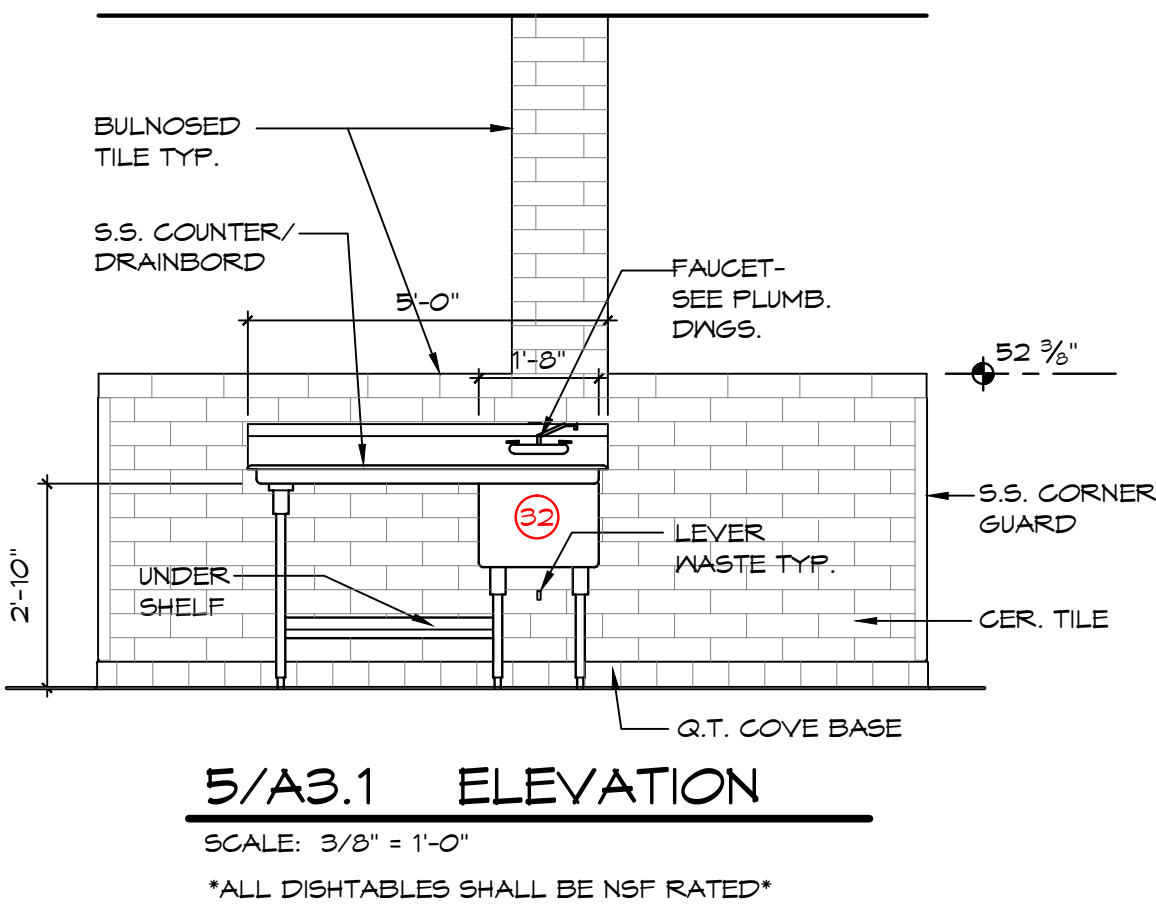 BULNOSED
TILE TYP.
S.S. COUNTER/
DRAINBORD
5'-0"
FAUCET-
SEE PLUMB.
DWGS.
1'-8"
52 3/8"
S.S. CORNER
GUARD
32
LEVER
WASTE TYP.
2'-10"
UNDER
SHELF
CER. TILE
Q.T. COVE BASE
5/A3.1 ELEVATION
SCALE: 3/8" = 1'-0"
*ALL DISHTABLES SHALL BE NSF RATED*